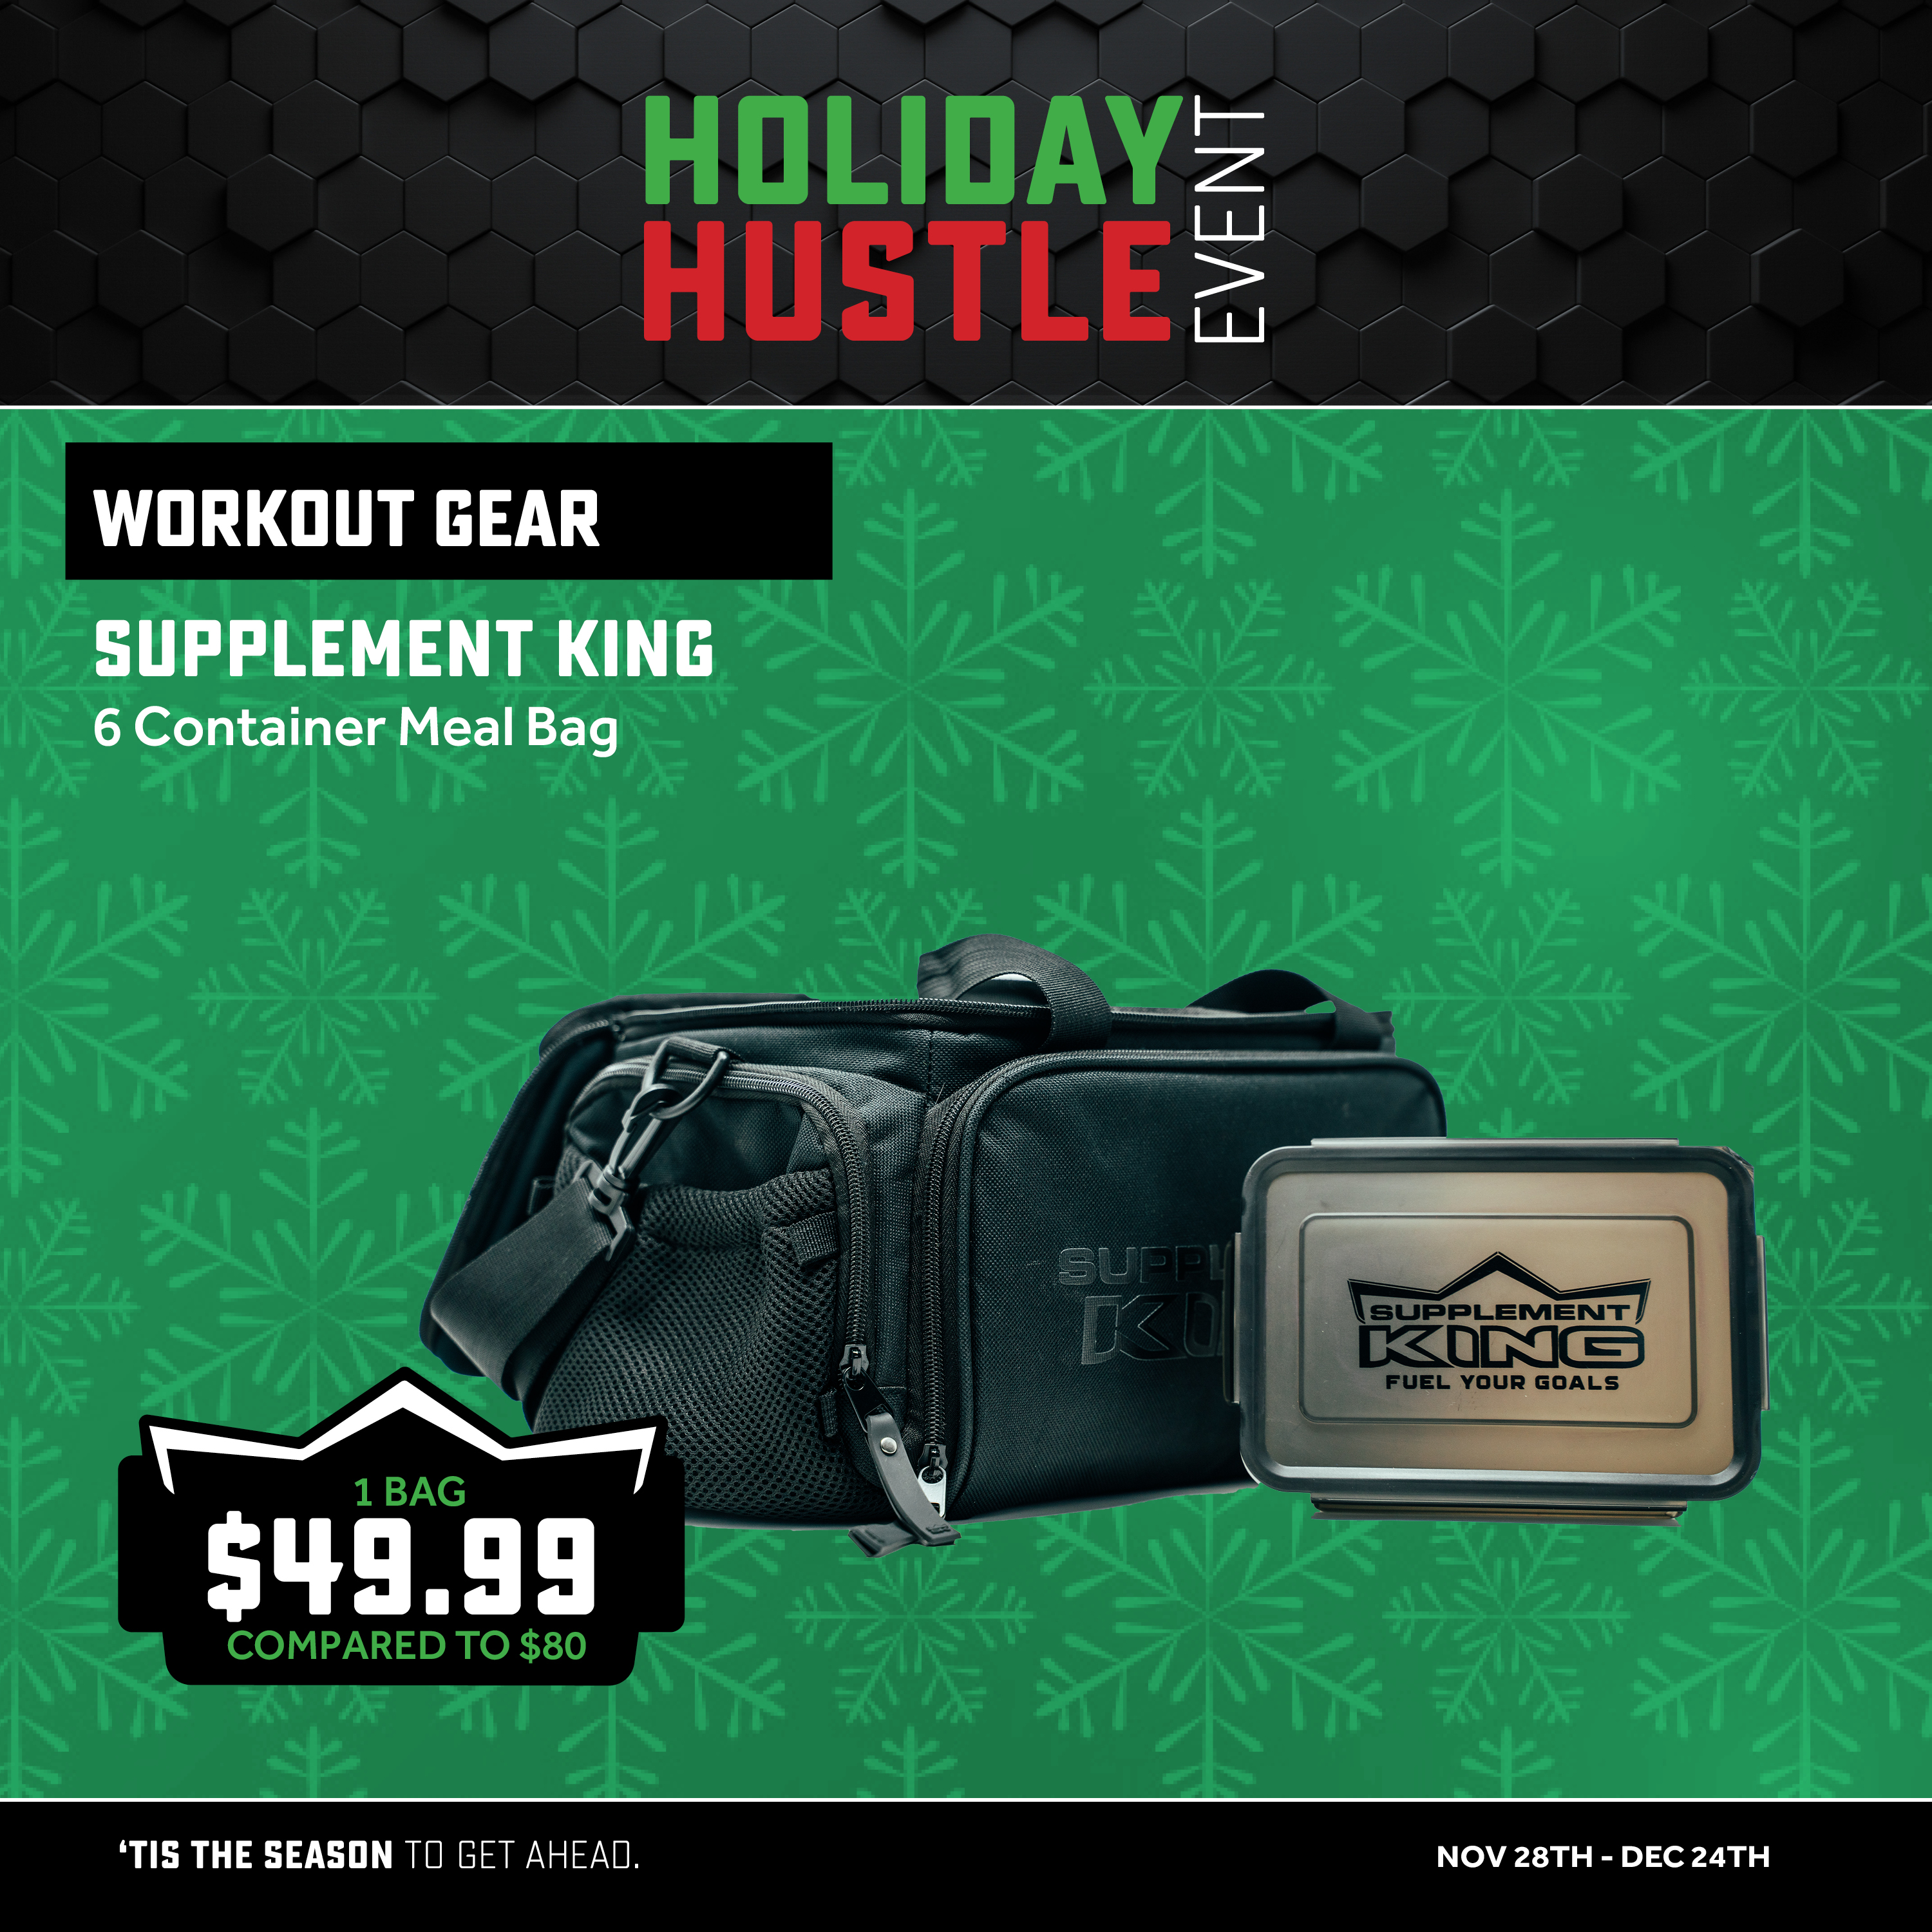 HOLIDAY
HUSTLE
EVENT
WORKOUT GEAR
SUPPLEMENT KING
6 Container Meal Bag
SUPPLEMENT
KING
FUEL YOUR GOALS
1 BAG
$49.99
COMPARED TO $80
‘TIS THE SEASON TO GET AHEAD.
NOV 28TH - DEC 24TH